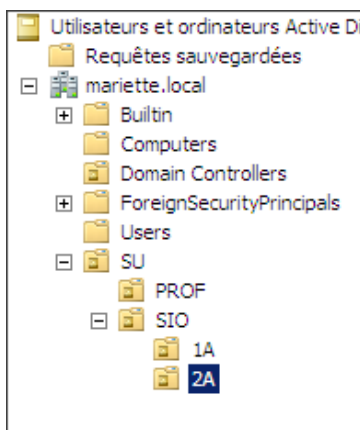 Utilisateurs et ordinateurs Active Di
Requêtes sauvegardées
mariette.local
Builtin
Computers
Domain Controllers
ForeignSecurityPrincipals
Users
SU
PROF
SIO
1A
2A